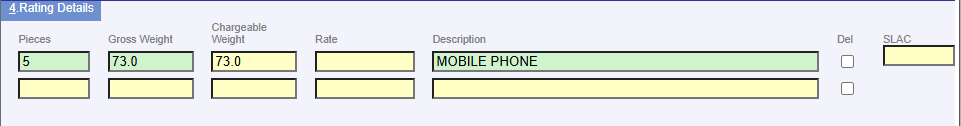 4.Rating Details
Pieces Gross Weight Chargeable Weight Rate Description Del SLAC
5 73.0 73.0 MOBILE PHONE